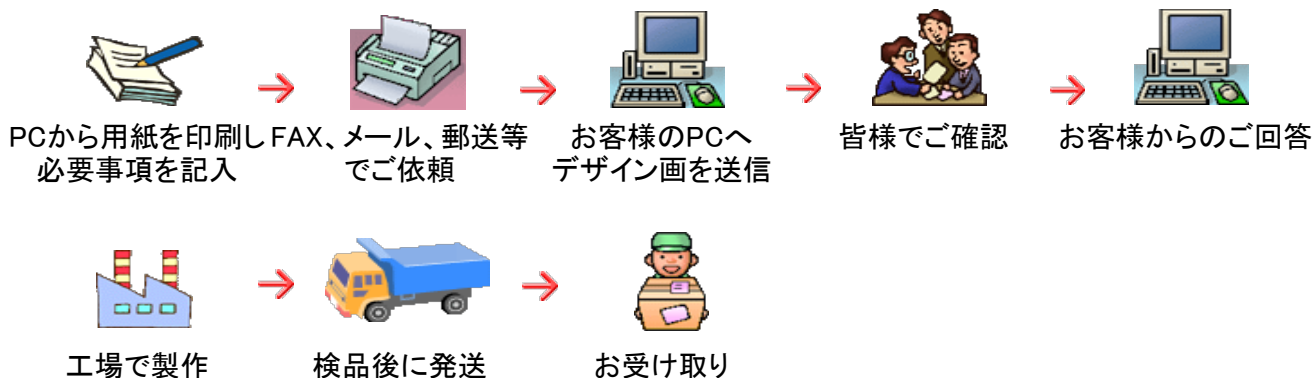 PCから用紙を印刷し
必要事項を記入
FAX、メール、郵送等
でご依頼
お客様のPCへ
デザイン画を送信
皆様でご確認
お客様からのご回答
工場で製作
検品後に発送
お受け取り